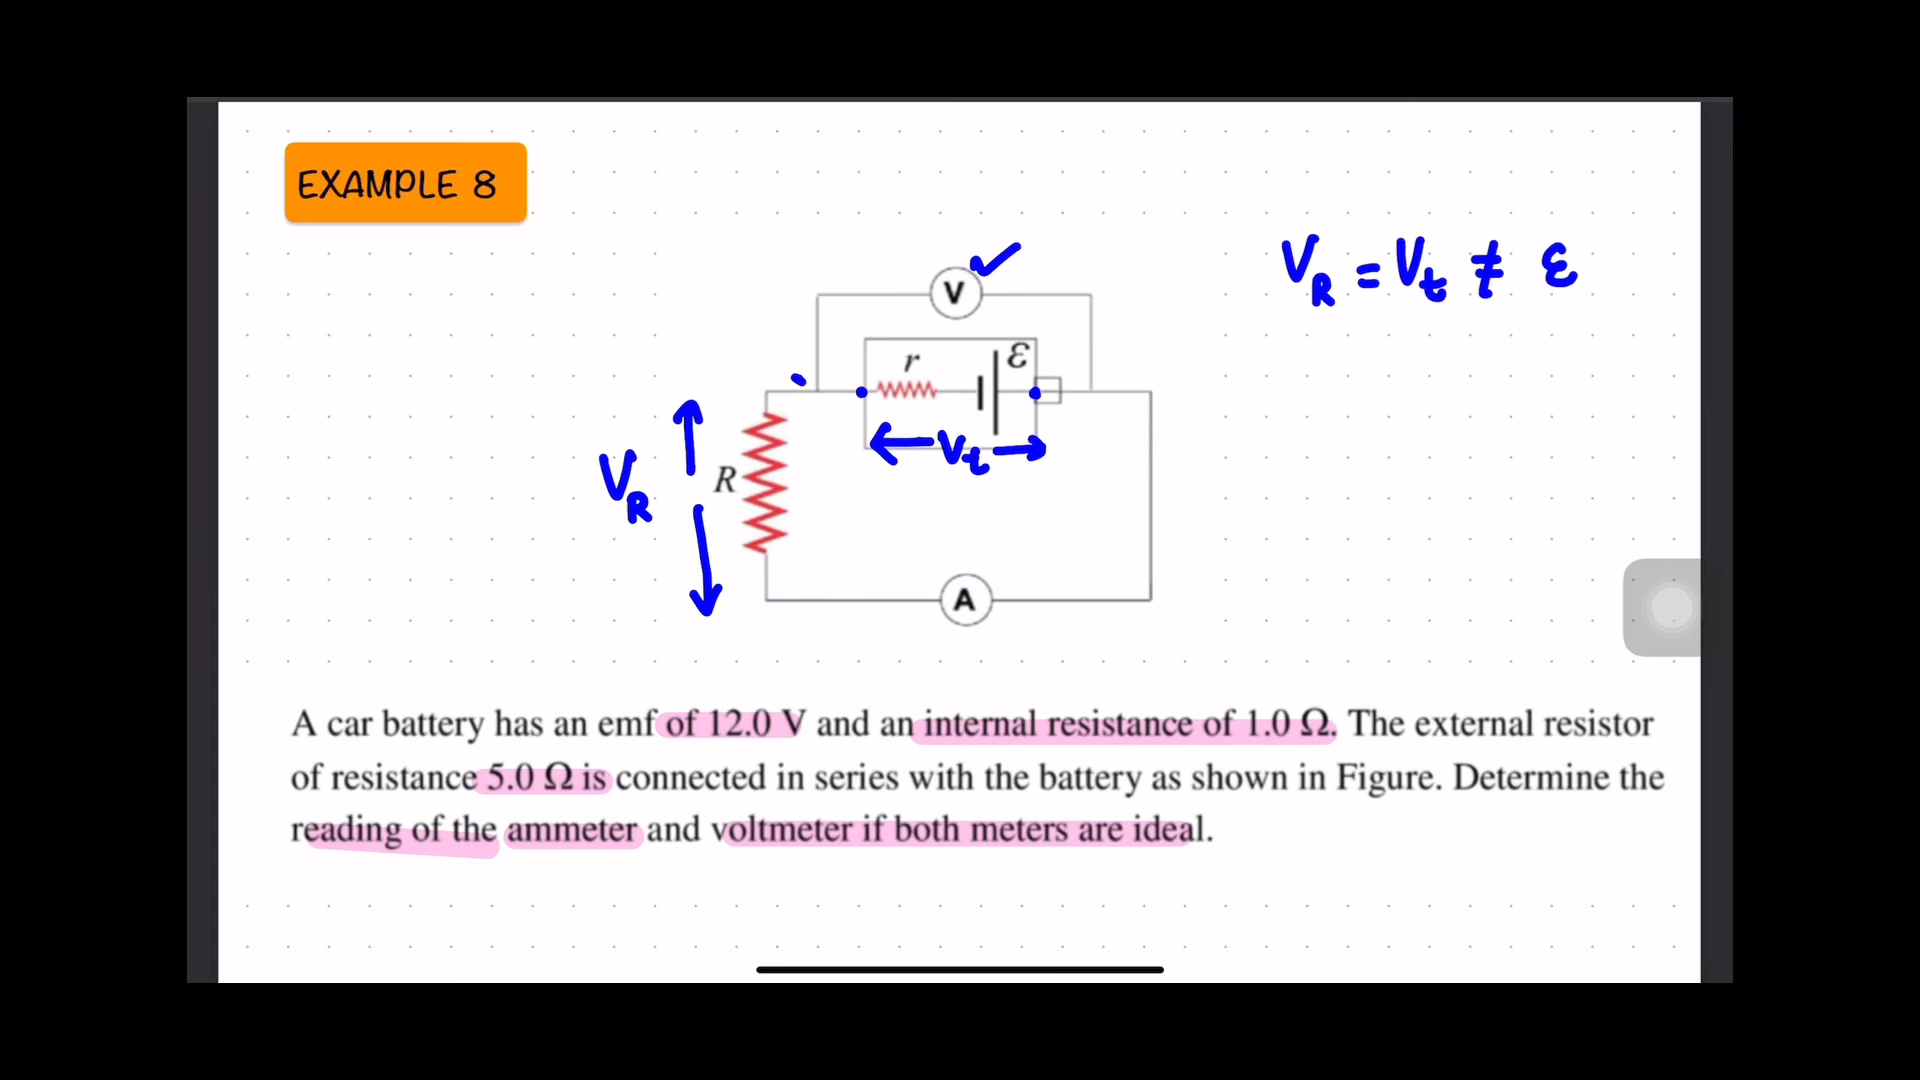 EXAMPLE 8
V_R = V_t ≠ ε
V
r
ε
V_t
V_R
R
A
A car battery has an emf of 12.0 V and an internal resistance of 1.0 Ω. The external resistor
of resistance 5.0 Ω is connected in series with the battery as shown in Figure. Determine the
reading of the ammeter and voltmeter if both meters are ideal.